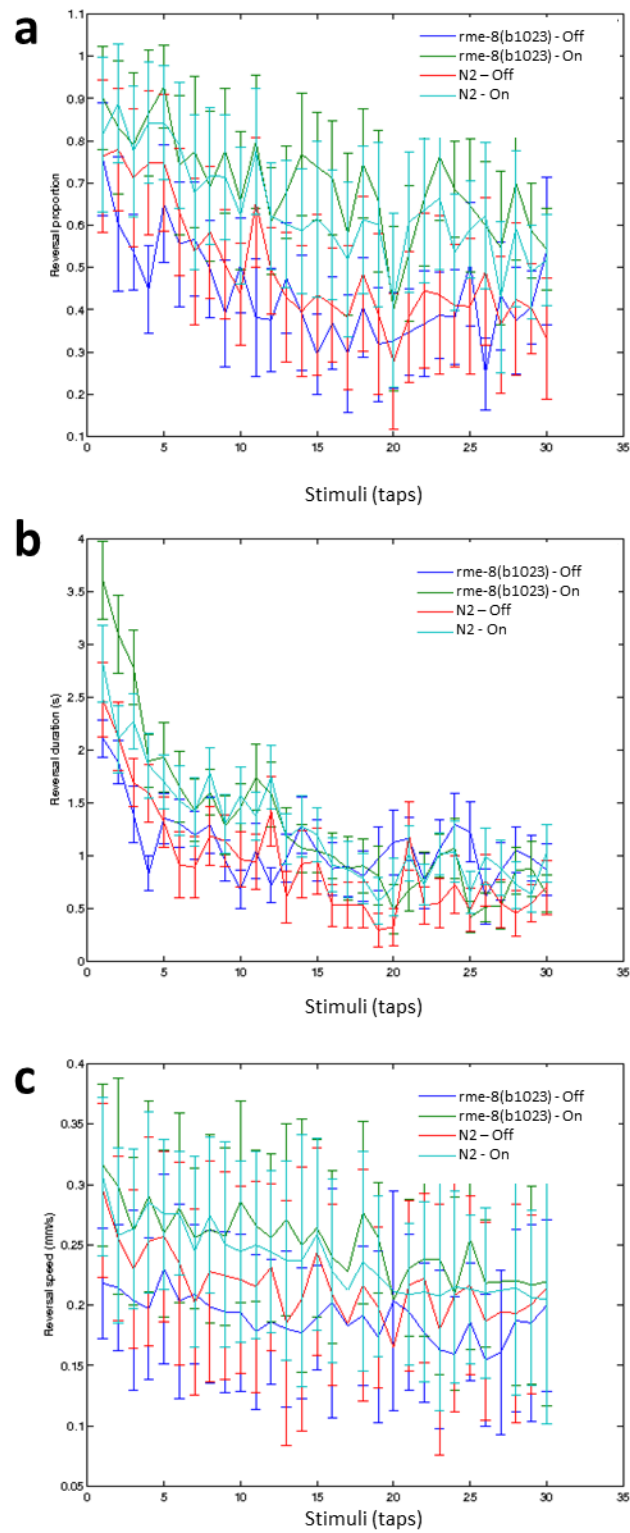 a
1.1
1
0.9
0.8
0.7
0.6
0.5
0.4
0.3
0.2
0.1
Reversal proportion
rme-8(b1023) - Off
rme-8(b1023) - On
N2 – Off
N2 - On
0 5 10 15 20 25 30 35
Stimuli (taps)
b
4
3.5
3
2.5
2
1.5
1
0.5
0
Reversal duration (s)
rme-8(b1023) - Off
rme-8(b1023) - On
N2 – Off
N2 - On
0 5 10 15 20 25 30 35
Stimuli (taps)
c
0.4
0.35
0.3
0.25
0.2
0.15
0.1
0.05
Reversal speed (mm/s)
rme-8(b1023) - Off
rme-8(b1023) - On
N2 – Off
N2 - On
0 5 10 15 20 25 30 35
Stimuli (taps)